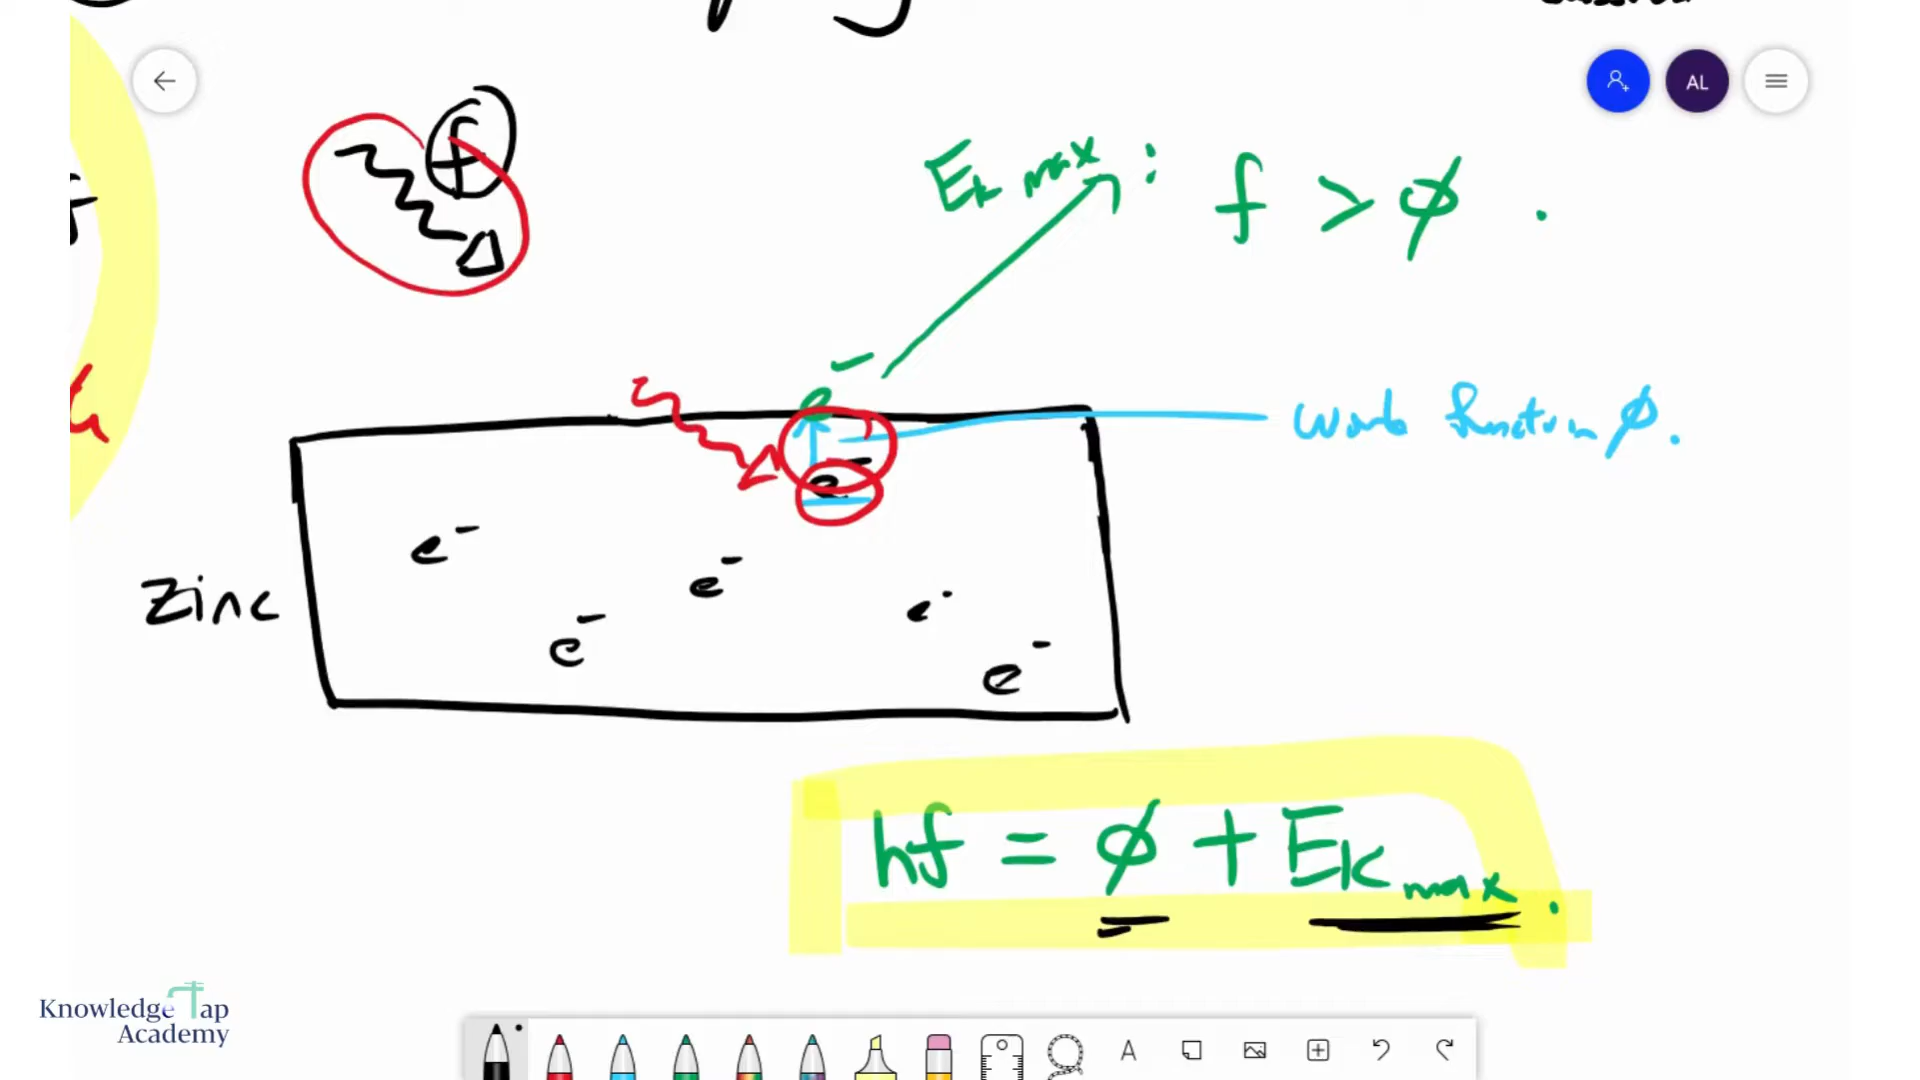 f
AL
Ek max : f > φ .
e-
work function φ.
e-
e-
e-
e-
e-
e-
Zinc
hf = φ + Ek max .
Knowledge Tap
Academy
A